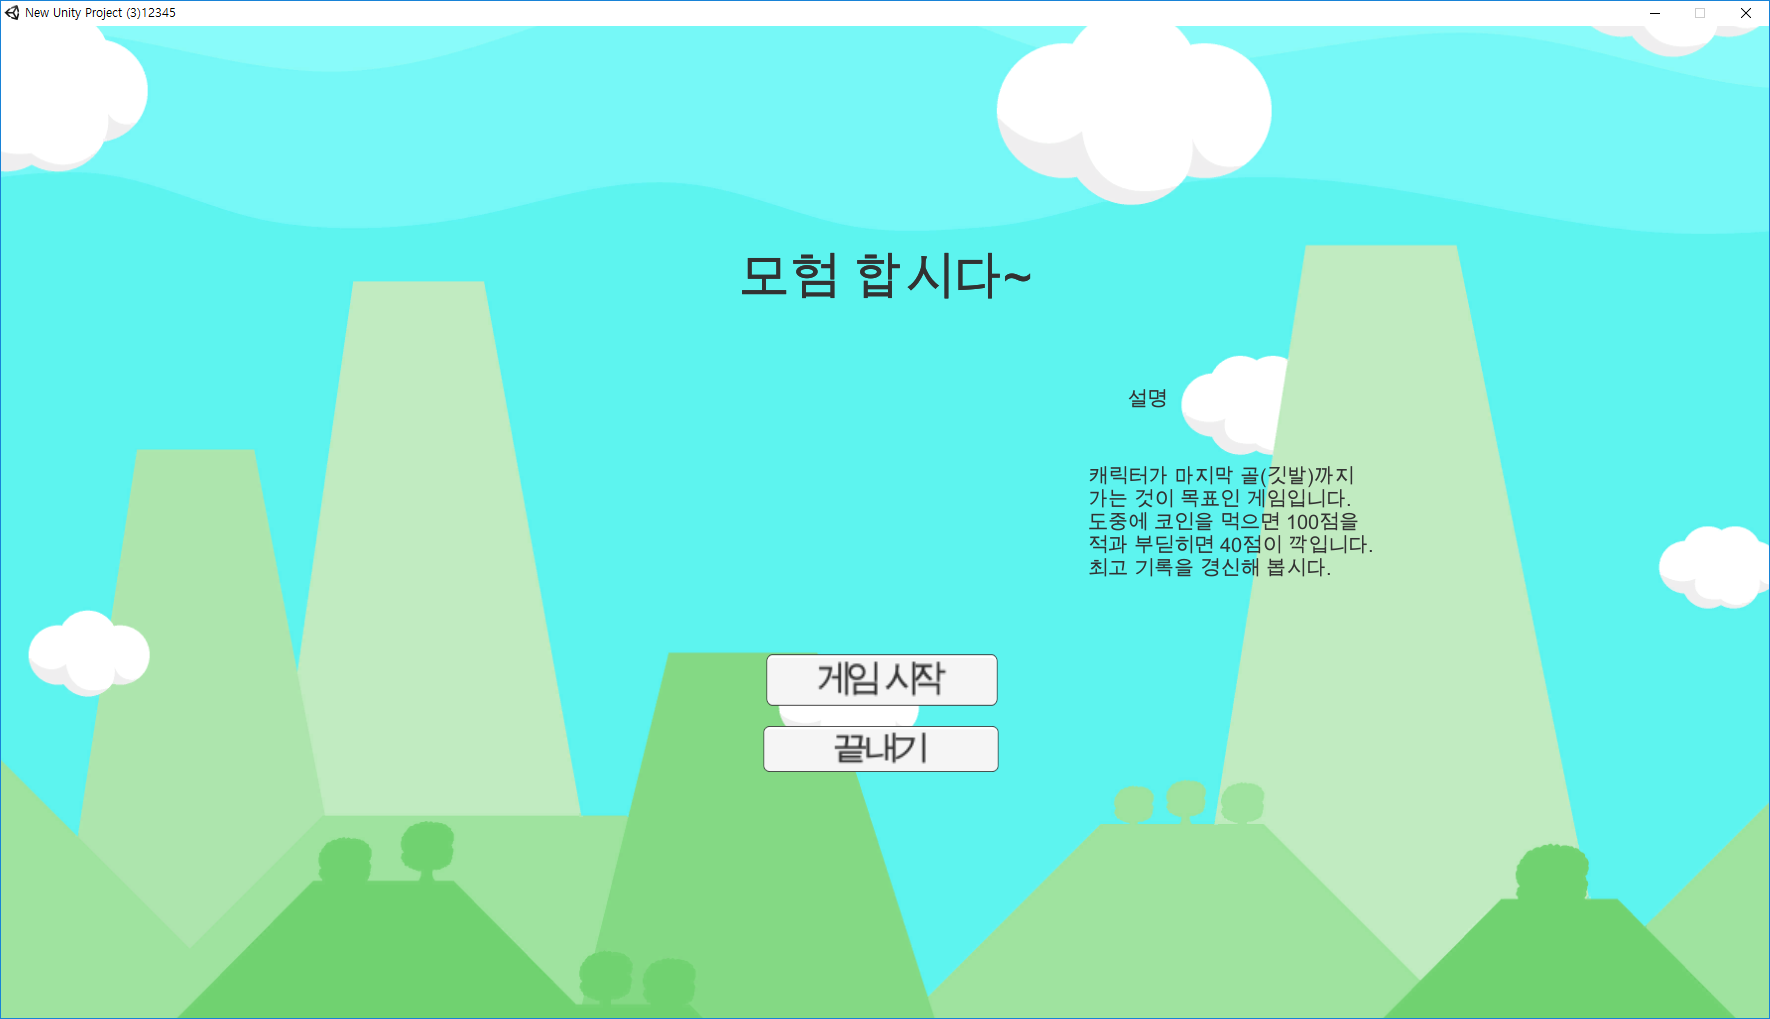 New Unity Project (3)12345
모험 합시다~
설명
캐릭터가 마지막 골(깃발)까지
가는 것이 목표인 게임입니다.
도중에 코인을 먹으면 100점을
적과 부딛히면 40점이 깍입니다.
최고 기록을 경신해 봅시다.
게임 시작
끝내기